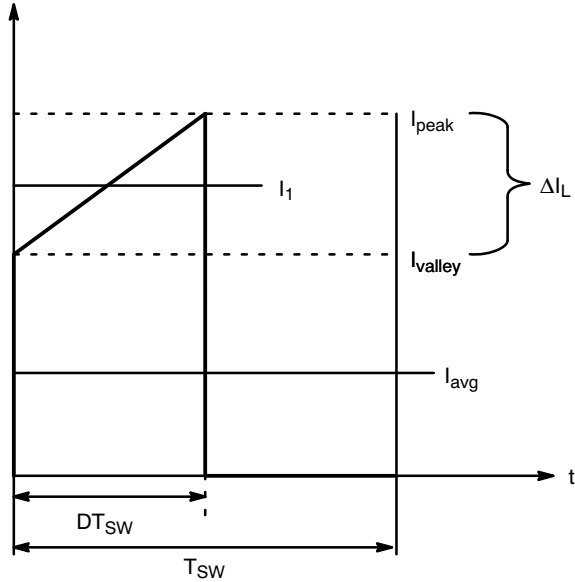 I_peak
I_1
ΔI_L
I_valley
I_avg
t
DT_SW
T_SW